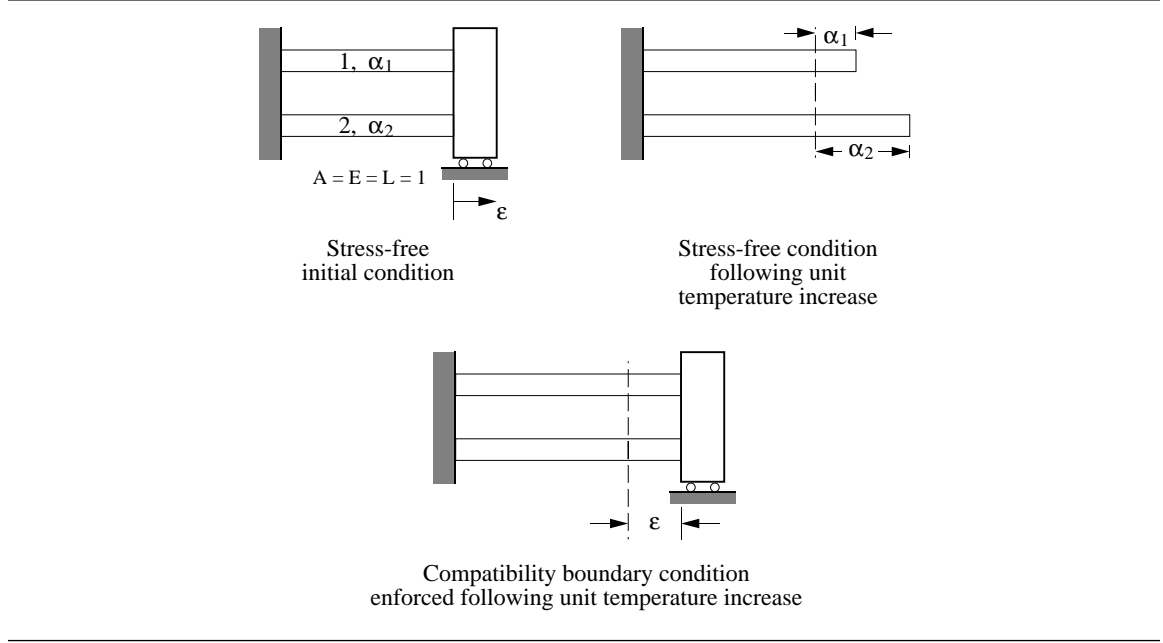 1, α₁
2, α₂
A = E = L = 1
ε
Stress-free
initial condition
α₁
α₂
Stress-free condition
following unit
temperature increase
ε
Compatibility boundary condition
enforced following unit temperature increase